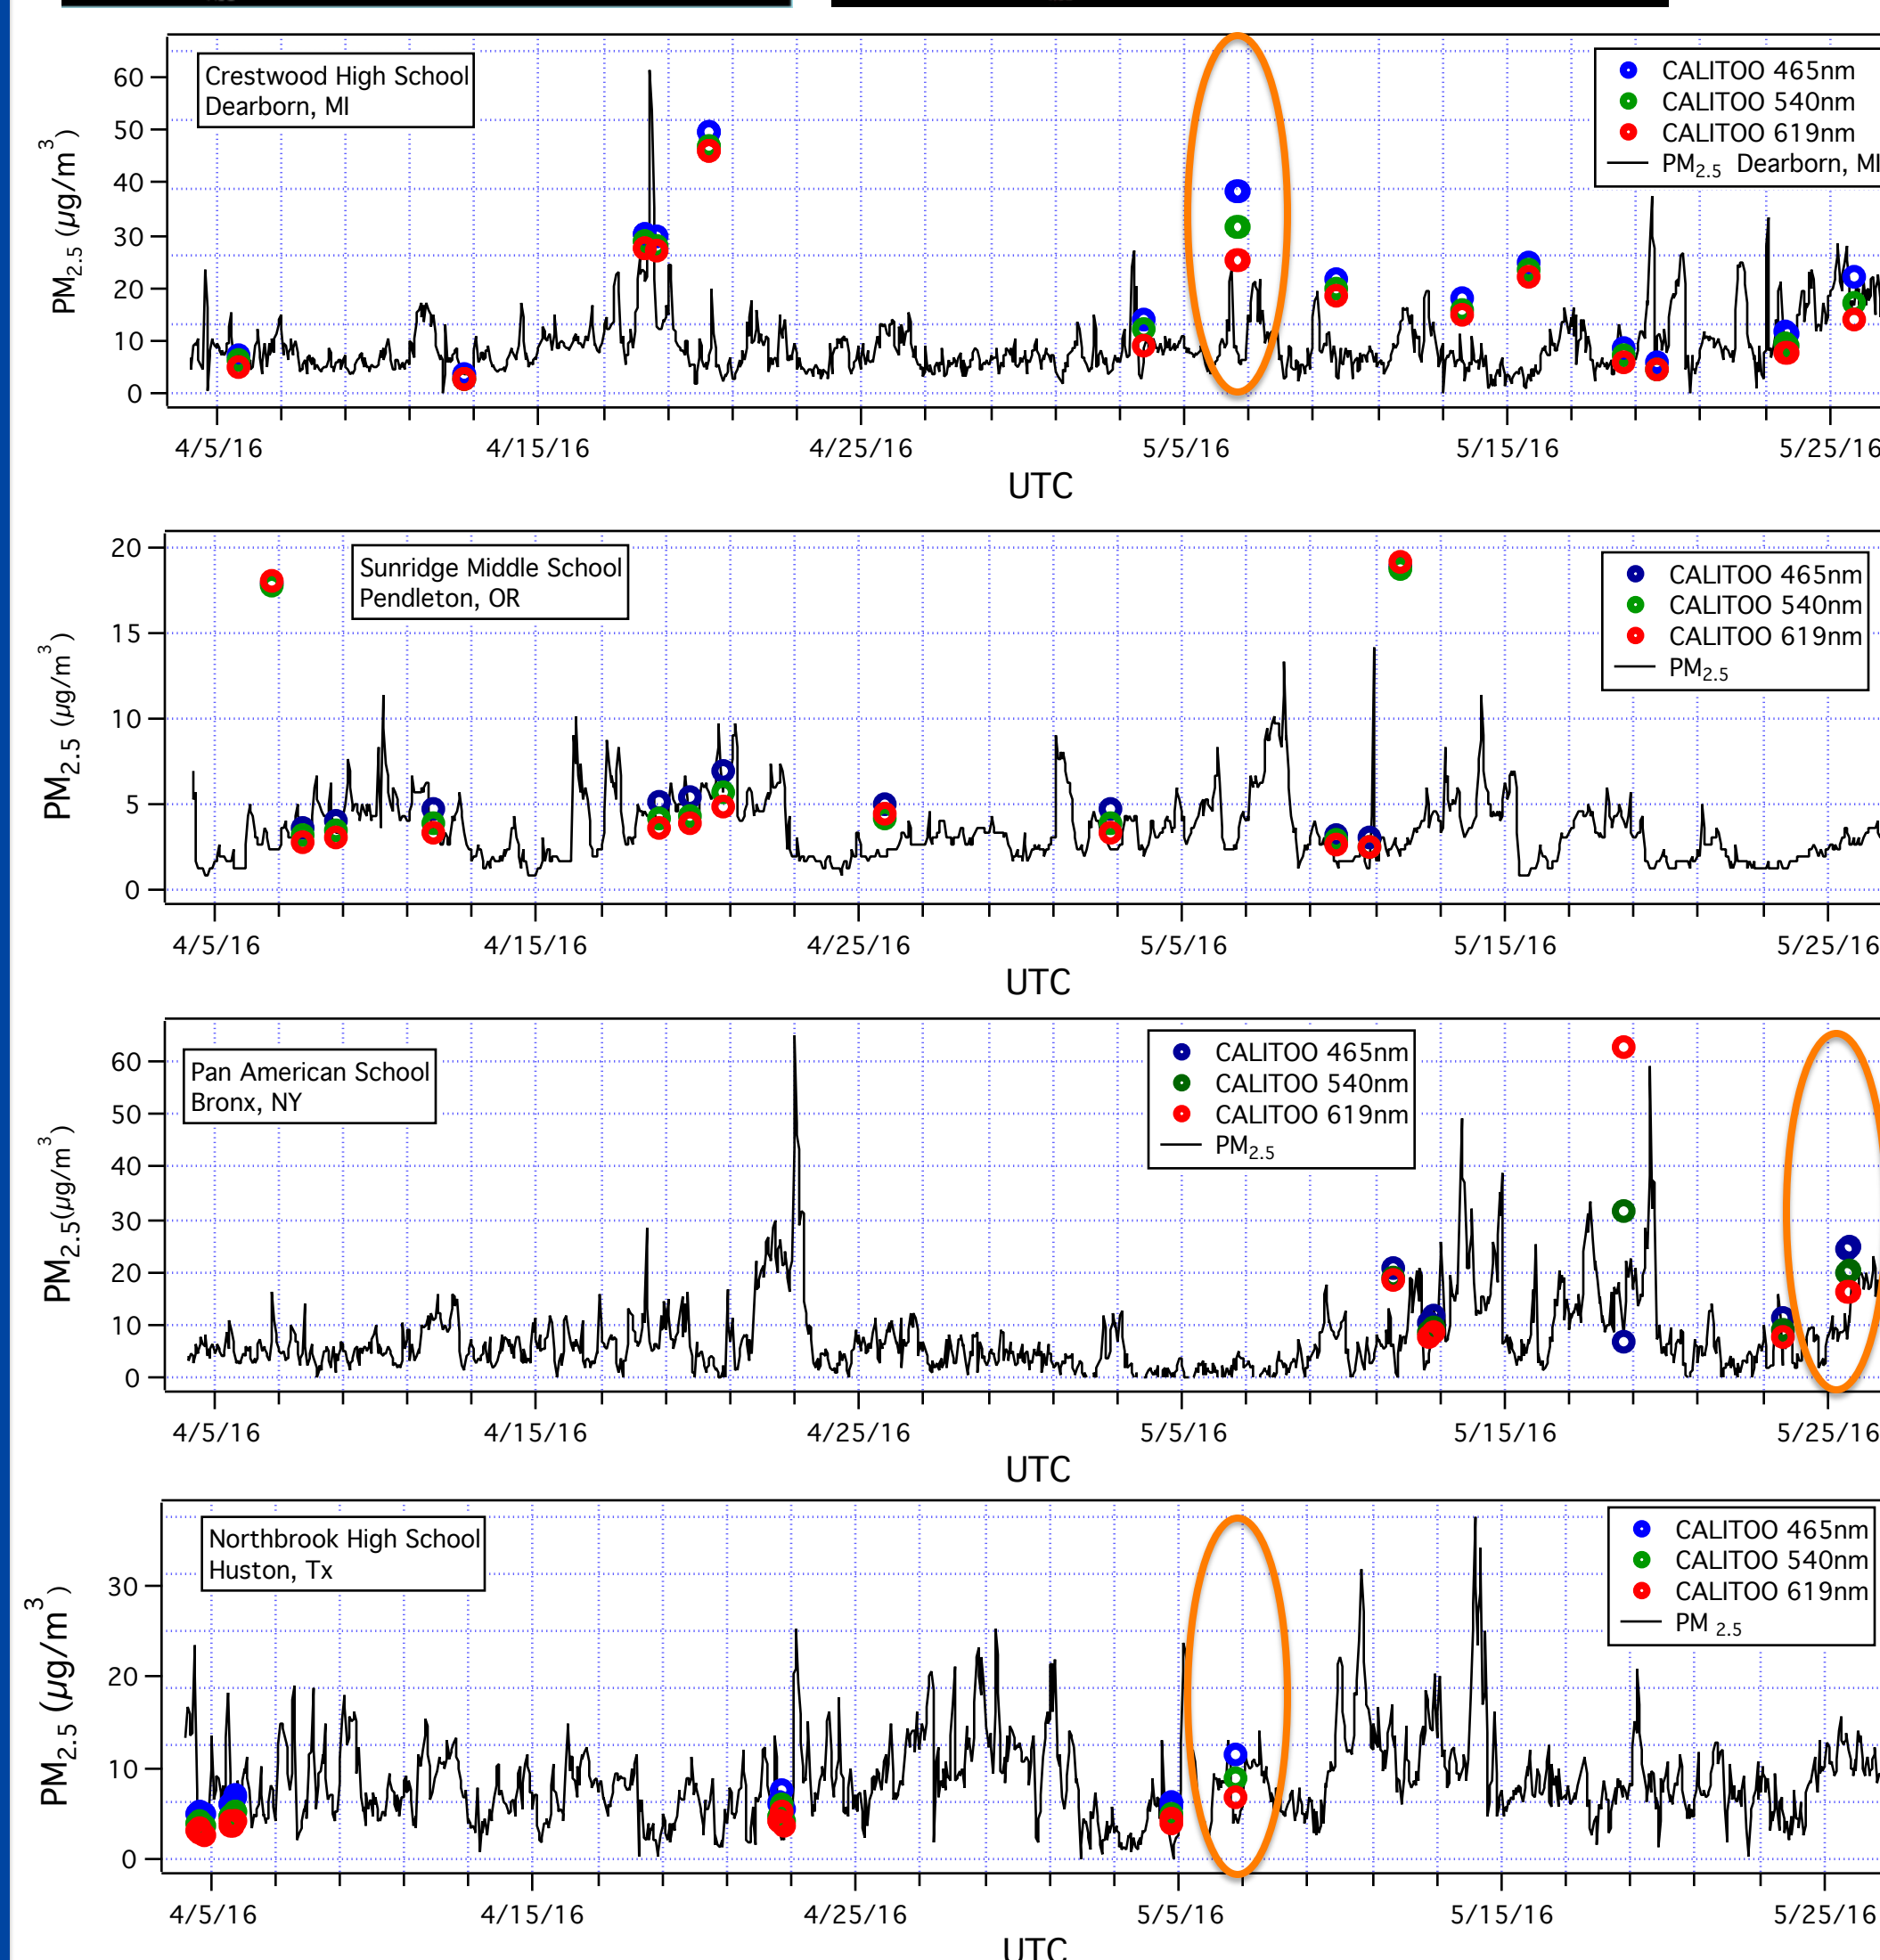 Crestwood High School
Dearborn, MI
CALITOO 465nm
CALITOO 540nm
CALITOO 619nm
PM2.5 Dearborn, MI
PM2.5 (µg/m3)
60
50
40
30
20
10
0
4/5/16 4/15/16 4/25/16 5/5/16 5/15/16 5/25/16
UTC
Sunridge Middle School
Pendleton, OR
CALITOO 465nm
CALITOO 540nm
CALITOO 619nm
PM2.5
PM2.5 (µg/m3)
20
15
10
5
0
4/5/16 4/15/16 4/25/16 5/5/16 5/15/16 5/25/16
UTC
Pan American School
Bronx, NY
CALITOO 465nm
CALITOO 540nm
CALITOO 619nm
PM2.5
PM2.5(µg/m3)
60
50
40
30
20
10
0
4/5/16 4/15/16 4/25/16 5/5/16 5/15/16 5/25/16
UTC
Northbrook High School
Huston, Tx
CALITOO 465nm
CALITOO 540nm
CALITOO 619nm
PM 2.5
PM2.5 (µg/m3)
30
20
10
0
4/5/16 4/15/16 4/25/16 5/5/16 5/15/16 5/25/16
UTC